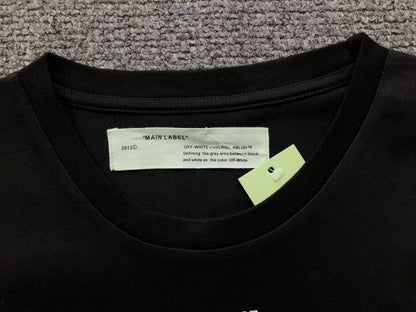 "MAIN LABEL"
2013©
OFF-WHITE ABLOH™
Defining the grey area between black
and white as the color Off-White